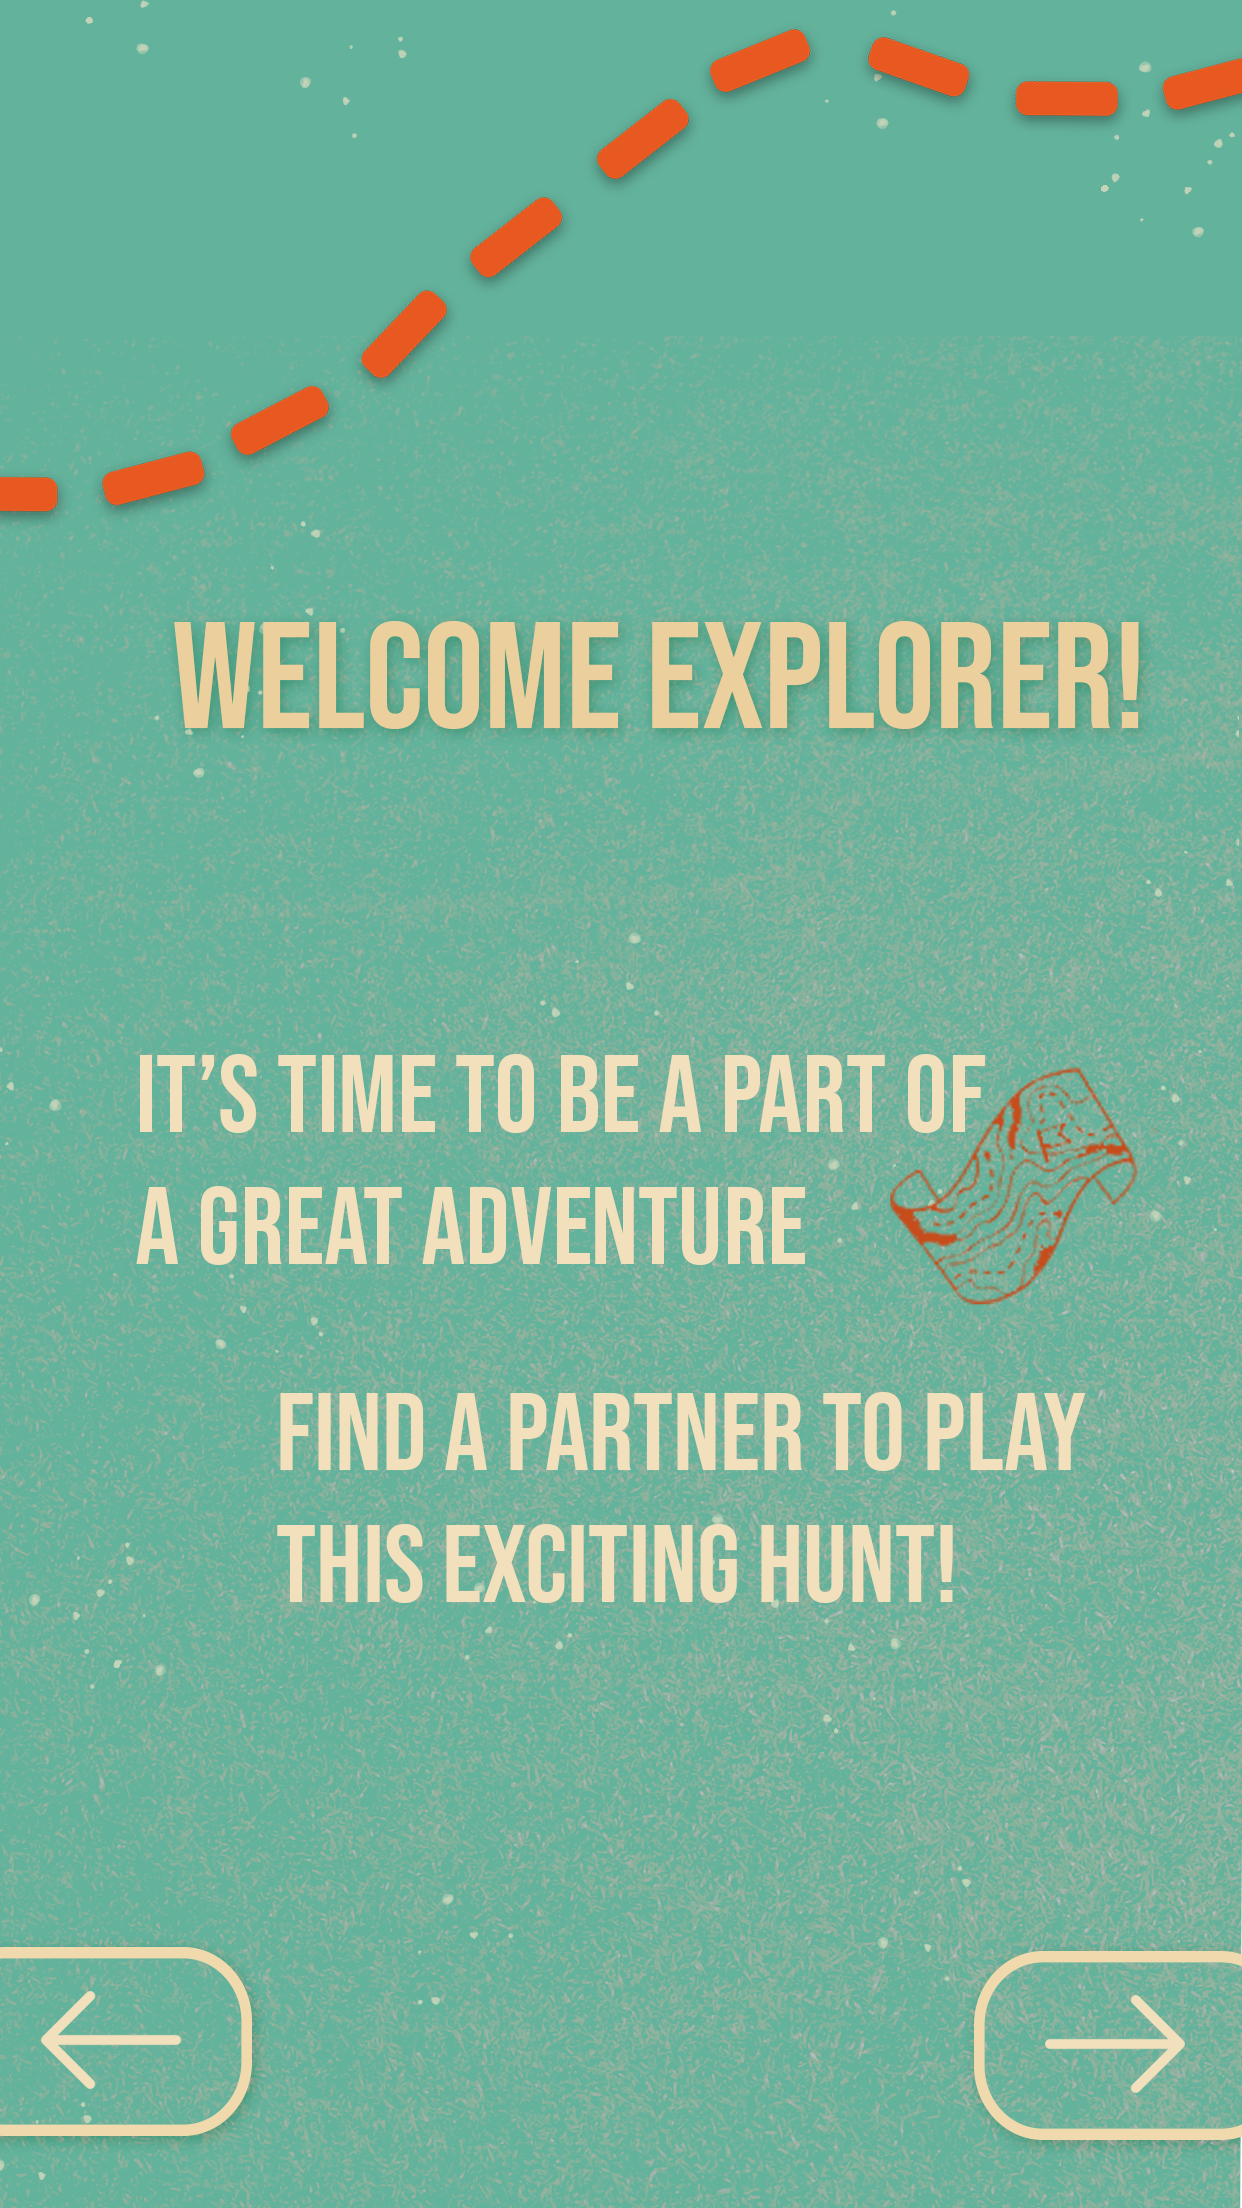 WELCOME EXPLORER!
IT’S TIME TO BE A PART OF
A GREAT ADVENTURE
FIND A PARTNER TO PLAY
THIS EXCITING HUNT!